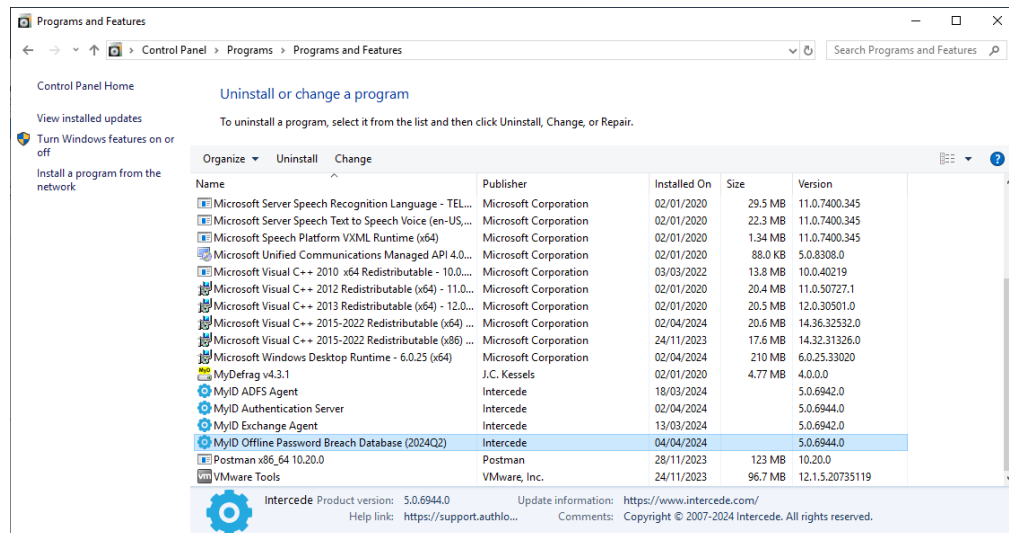 Programs and Features
Control Panel > Programs > Programs and Features
Search Programs and Features
Control Panel Home
View installed updates
Turn Windows features on or
off
Install a program from the
network
Uninstall or change a program
To uninstall a program, select it from the list and then click Uninstall, Change, or Repair.
Organize Uninstall Change
Name Publisher Installed On Size Version
Microsoft Server Speech Recognition Language - TEL... Microsoft Corporation 02/01/2020 29.5 MB 11.0.7400.345
Microsoft Server Speech Text to Speech Voice (en-US,... Microsoft Corporation 02/01/2020 22.3 MB 11.0.7400.345
Microsoft Speech Platform VXML Runtime (x64) Microsoft Corporation 02/01/2020 1.34 MB 11.0.7400.345
Microsoft Unified Communications Managed API 4.0... Microsoft Corporation 02/01/2020 88.0 KB 5.0.8308.0
Microsoft Visual C++ 2010 x64 Redistributable - 10.0.... Microsoft Corporation 03/03/2022 13.8 MB 10.0.40219
Microsoft Visual C++ 2012 Redistributable (x64) - 11.0... Microsoft Corporation 02/01/2020 20.4 MB 11.0.50727.1
Microsoft Visual C++ 2013 Redistributable (x64) - 12.0... Microsoft Corporation 02/01/2020 20.5 MB 12.0.30501.0
Microsoft Visual C++ 2015-2022 Redistributable (x64) ... Microsoft Corporation 02/04/2024 20.6 MB 14.36.32532.0
Microsoft Visual C++ 2015-2022 Redistributable (x86) ... Microsoft Corporation 24/11/2023 17.6 MB 14.32.31326.0
Microsoft Windows Desktop Runtime - 6.0.25 (x64) Microsoft Corporation 02/04/2024 210 MB 6.0.25.33020
MyD MyDefrag v4.3.1 J.C. Kessels 02/01/2020 4.77 MB 4.0.0.0
MyID ADFS Agent Intercede 18/03/2024 5.0.6942.0
MyID Authentication Server Intercede 02/04/2024 5.0.6944.0
MyID Exchange Agent Intercede 13/03/2024 5.0.6942.0
MyID Offline Password Breach Database (2024Q2) Intercede 04/04/2024 5.0.6944.0
Postman x86_64 10.20.0 Postman 28/11/2023 123 MB 10.20.0
vm VMware Tools VMware, Inc. 24/11/2023 96.7 MB 12.1.5.20735119
Intercede Product version: 5.0.6944.0 Update information: https://www.intercede.com/
Help link: https://support.authlo... Comments: Copyright © 2007-2024 Intercede. All rights reserved.